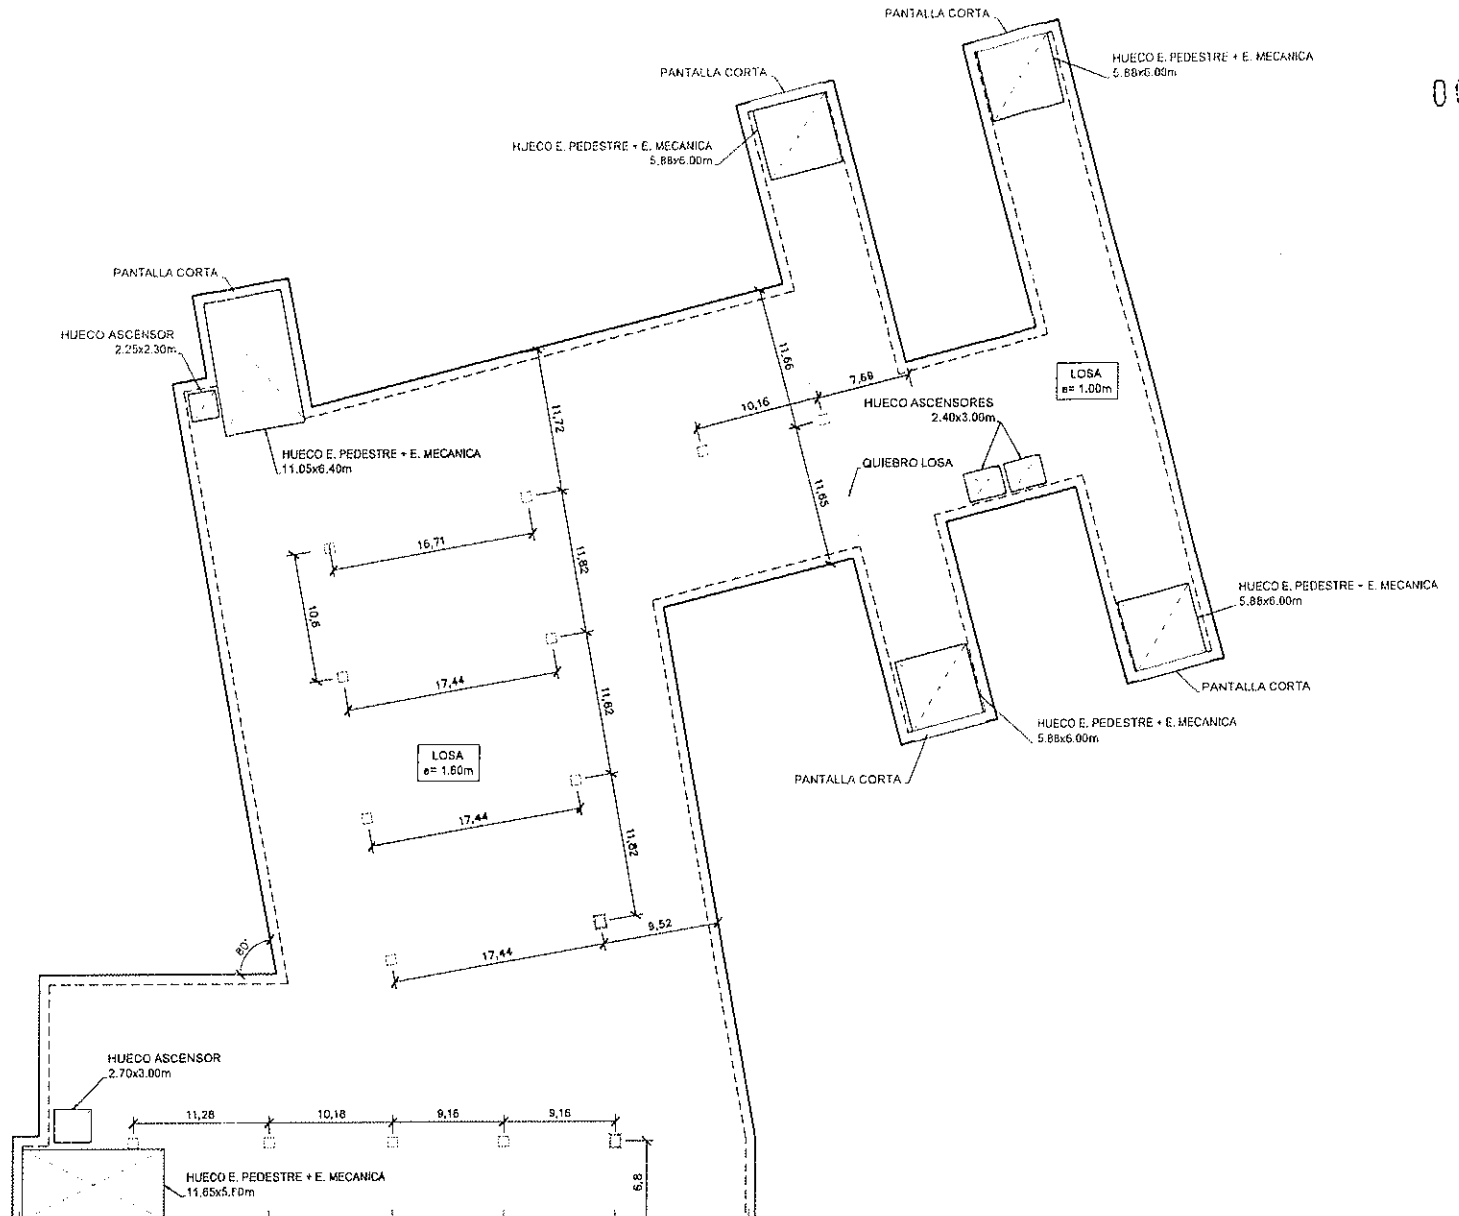 PANTALLA CORTA
HUECO E. PEDESTRE + E. MECANICA
5.88x6.00m
PANTALLA CORTA
HUECO E. PEDESTRE + E. MECANICA
5.88x6.00m
PANTALLA CORTA
HUECO ASCENSOR
2.25x2.30m
11,66
7,69
10,16
LOSA
e= 1.00m
HUECO ASCENSORES
2.40x3.00m
11,72
HUECO E. PEDESTRE + E. MECANICA
11.05x6.40m
QUIEBRO LOSA
11,65
16,71
11,82
10,6
HUECO E. PEDESTRE + E. MECANICA
5.88x6.00m
17,44
11,62
PANTALLA CORTA
HUECO E. PEDESTRE + E. MECANICA
5.88x6.00m
LOSA
e= 1.60m
PANTALLA CORTA
17,44
11,82
9,52
80°
17,44
HUECO ASCENSOR
2.70x3.00m
11,28
10,18
9,16
9,16
HUECO E. PEDESTRE + E. MECANICA
6,8